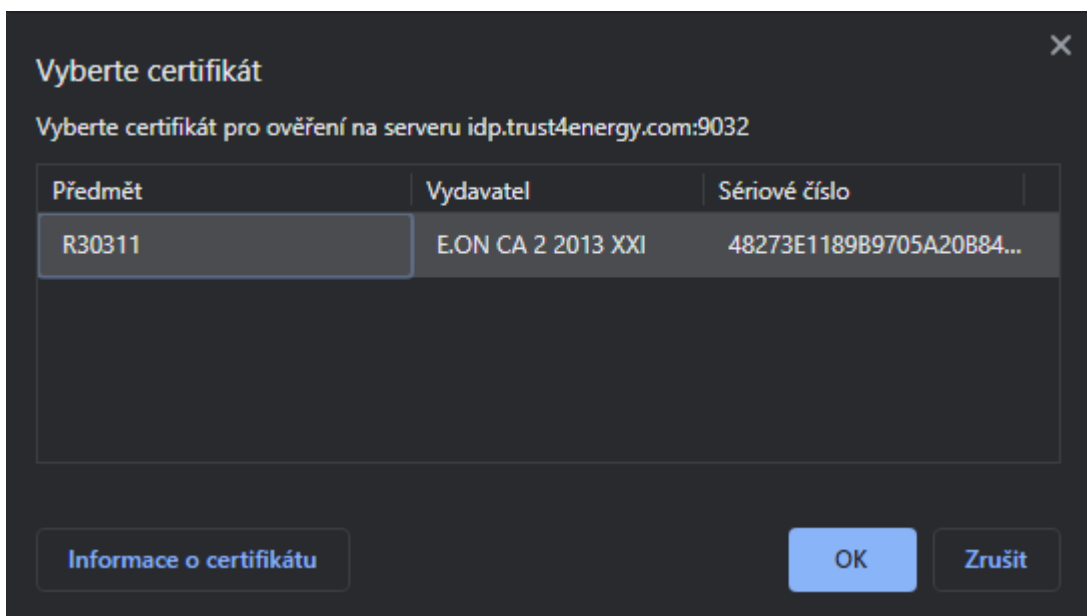 Vyberte certifikát
Vyberte certifikát pro ověření na serveru idp.trust4energy.com:9032
Předmět Vydavatel Sériové číslo
R30311 E.ON CA 2 2013 XXI 48273E1189B9705A20B84...
Informace o certifikátu OK Zrušit